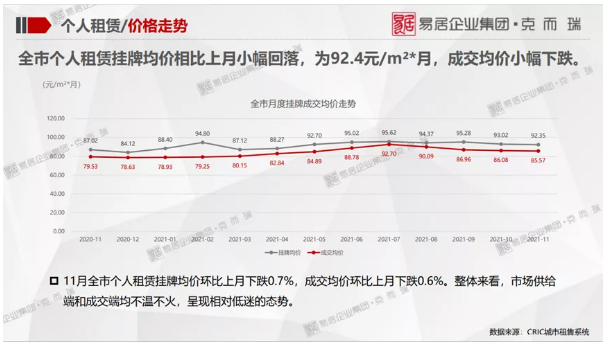 个人租赁/价格走势
易居企业集团·克而瑞
全市个人租赁挂牌均价相比上月小幅回落，为92.4元/m²*月，成交均价小幅下跌。
(元/m²*月)
全市月度挂牌成交均价走势
120.00
100.00
80.00
60.00
40.00
20.00
0.00
87.02 84.12 88.40 94.80 87.12 88.27 92.70 95.02 95.62 94.37 95.28 93.02 92.35
79.53 78.63 78.93 79.25 80.15 82.84 84.89 88.78 92.70 90.09 86.96 86.08 85.57
2020-11 2020-12 2021-01 2021-02 2021-03 2021-04 2021-05 2021-06 2021-07 2021-08 2021-09 2021-10 2021-11
挂牌均价 成交均价
11月全市个人租赁挂牌均价环比上月下跌0.7%，成交均价环比上月下跌0.6%。整体来看，市场供给
端和成交端均不温不火，呈现相对低迷的态势。
数据来源：CRIC城市租售系统